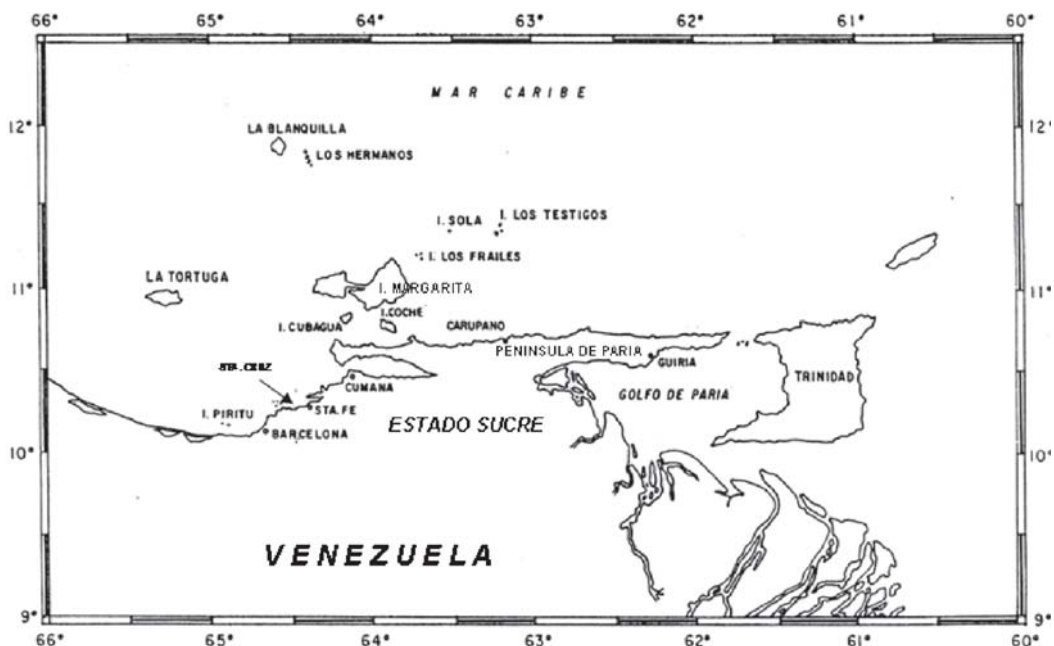 66° 65° 64° 63° 62° 61° 60°
MAR CARIBE
12° 12°
LA BLANQUILLA
LOS HERMANOS
I. SOLA
I. LOS TESTIGOS
I. LOS FRAILES
LA TORTUGA
11° 11°
I. MARGARITA
I. CUBAGUA
I. COCHE
CARUPANO
PENINSULA DE PARIA
GUIRIA
STA. CRUZ
CUMANA
TRINIDAD
GOLFO DE PARIA
I. PIRITU
STA. FE
BARCELONA
ESTADO SUCRE
10° 10°
VENEZUELA
9° 9°
66° 65° 64° 63° 62° 61° 60°